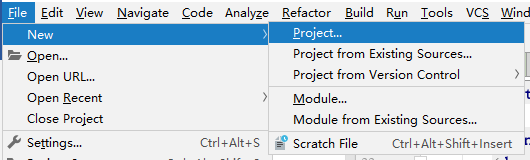 File Edit View Navigate Code Analyze Refactor Build Run Tools VCS
New
Open...
Open URL...
Open Recent
Close Project
Settings... Ctrl+Alt+S
Project...
Project from Existing Sources...
Project from Version Control
Module...
Module from Existing Sources...
Scratch File Ctrl+Alt+Shift+Insert